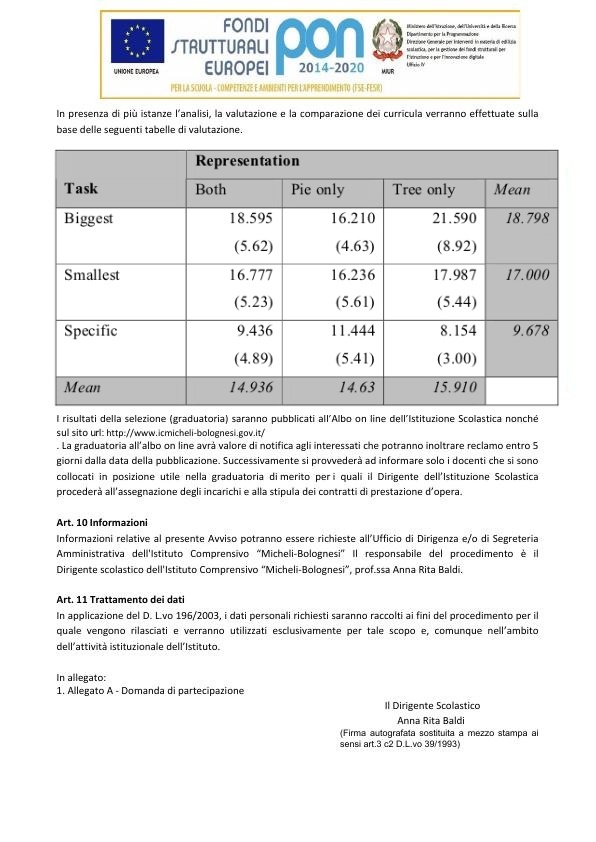 FONDI
STRUTTURALI
EUROPEI
pon
2014-2020
UNIONE EUROPEA
MIUR
Ministero dell'Istruzione, dell'Università e della Ricerca
Dipartimento per la Programmazione
Direzione Generale per interventi in materia di edilizia
scolastica, per la gestione dei fondi strutturali per
l'istruzione e per l'innovazione digitale
Ufficio IV
PER LA SCUOLA - COMPETENZE E AMBIENTI PER L'APPRENDIMENTO (FSE-FESR)
In presenza di più istanze l'analisi, la valutazione e la comparazione dei curricula verranno effettuate sulla
base delle seguenti tabelle di valutazione.
Representation
Task Both Pie only Tree only Mean
Biggest 18.595 16.210 21.590 18.798
(5.62) (4.63) (8.92)
Smallest 16.777 16.236 17.987 17.000
(5.23) (5.61) (5.44)
Specific 9.436 11.444 8.154 9.678
(4.89) (5.41) (3.00)
Mean 14.936 14.63 15.910
I risultati della selezione (graduatoria) saranno pubblicati all'Albo on line dell'Istituzione Scolastica nonché
sul sito url: http://www.icmicheli-bolognesi.gov.it/
. La graduatoria all'albo on line avrà valore di notifica agli interessati che potranno inoltrare reclamo entro 5
giorni dalla data della pubblicazione. Successivamente si provvederà ad informare solo i docenti che si sono
collocati in posizione utile nella graduatoria di merito per i quali il Dirigente dell'Istituzione Scolastica
procederà all'assegnazione degli incarichi e alla stipula dei contratti di prestazione d'opera.
Art. 10 Informazioni
Informazioni relative al presente Avviso potranno essere richieste all'Ufficio di Dirigenza e/o di Segreteria
Amministrativa dell'Istituto Comprensivo "Micheli-Bolognesi" Il responsabile del procedimento è il
Dirigente scolastico dell'Istituto Comprensivo "Micheli-Bolognesi", prof.ssa Anna Rita Baldi.
Art. 11 Trattamento dei dati
In applicazione del D. L.vo 196/2003, i dati personali richiesti saranno raccolti ai fini del procedimento per il
quale vengono rilasciati e verranno utilizzati esclusivamente per tale scopo e, comunque nell'ambito
dell'attività istituzionale dell'Istituto.
In allegato:
1. Allegato A - Domanda di partecipazione
Il Dirigente Scolastico
Anna Rita Baldi
(Firma autografata sostituita a mezzo stampa ai
sensi art.3 c2 D.L.vo 39/1993)